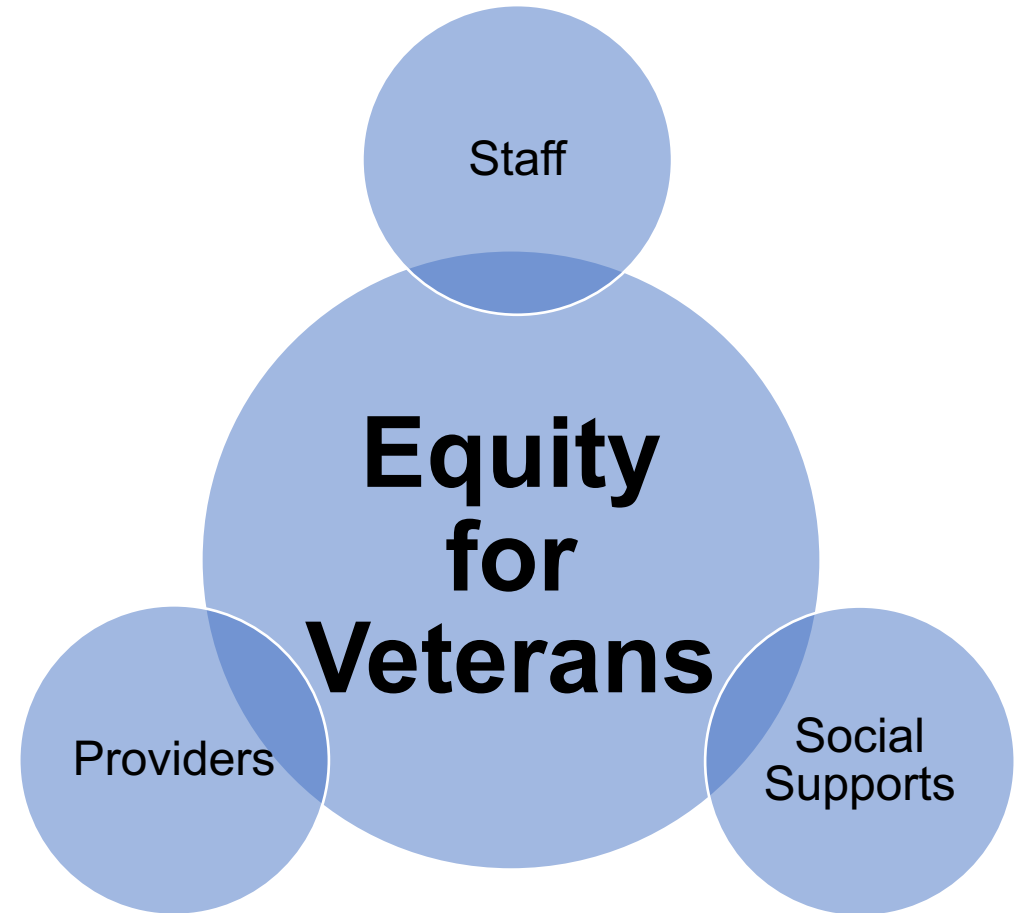 Staff
Equity
for
Veterans
Providers
Social
Supports